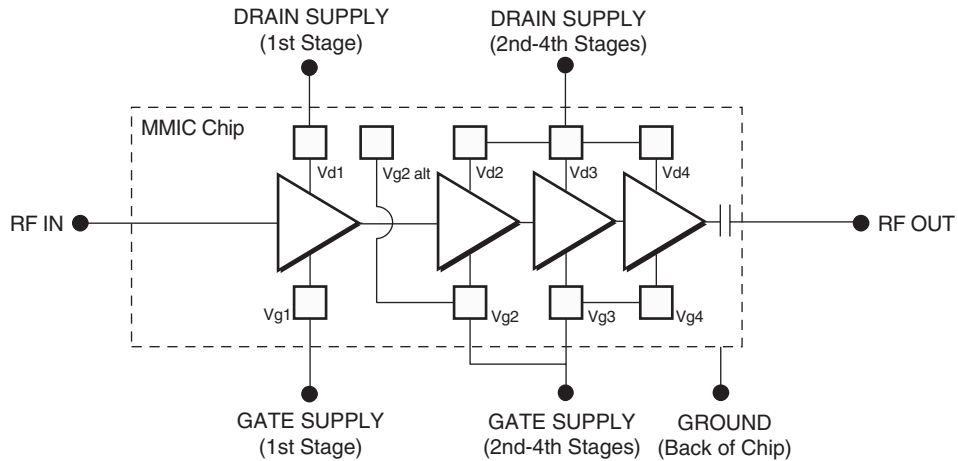 DRAIN SUPPLY
(1st Stage)
DRAIN SUPPLY
(2nd-4th Stages)
MMIC Chip
Vd1
Vg2 alt
Vd2
Vd3
Vd4
RF IN
RF OUT
Vg1
Vg2
Vg3
Vg4
GATE SUPPLY
(1st Stage)
GATE SUPPLY
(2nd-4th Stages)
GROUND
(Back of Chip)